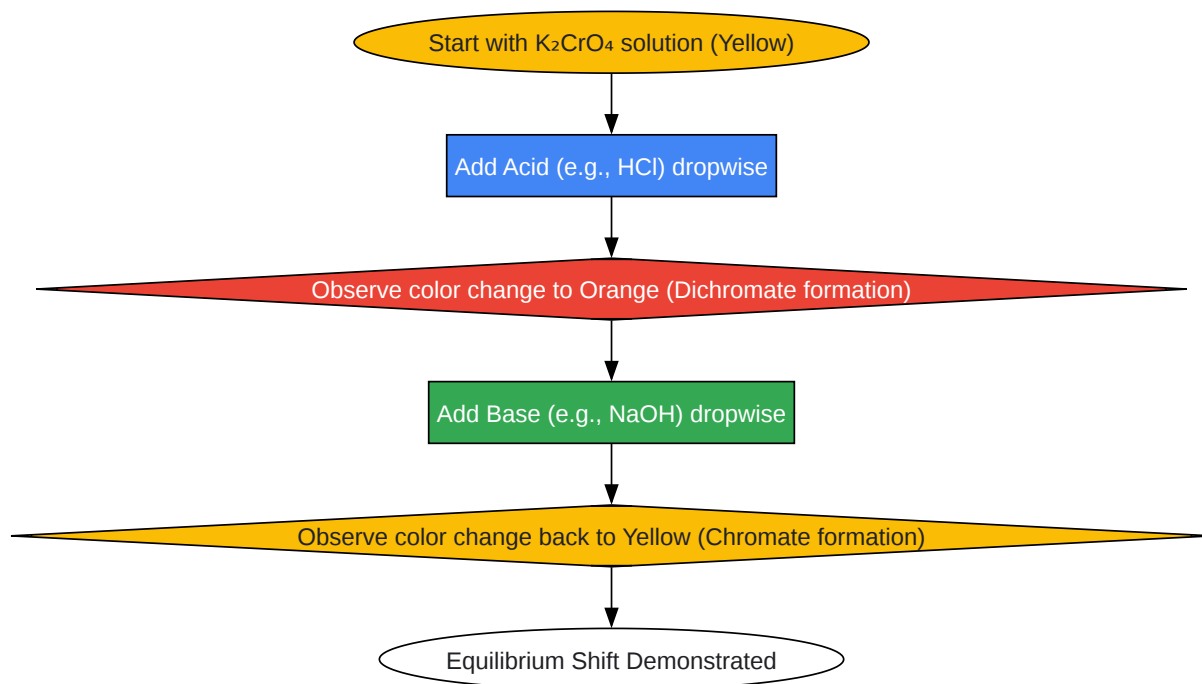 Start with K₂CrO₄ solution (Yellow)
Add Acid (e.g., HCl) dropwise
Observe color change to Orange (Dichromate formation)
Add Base (e.g., NaOH) dropwise
Observe color change back to Yellow (Chromate formation)
Equilibrium Shift Demonstrated